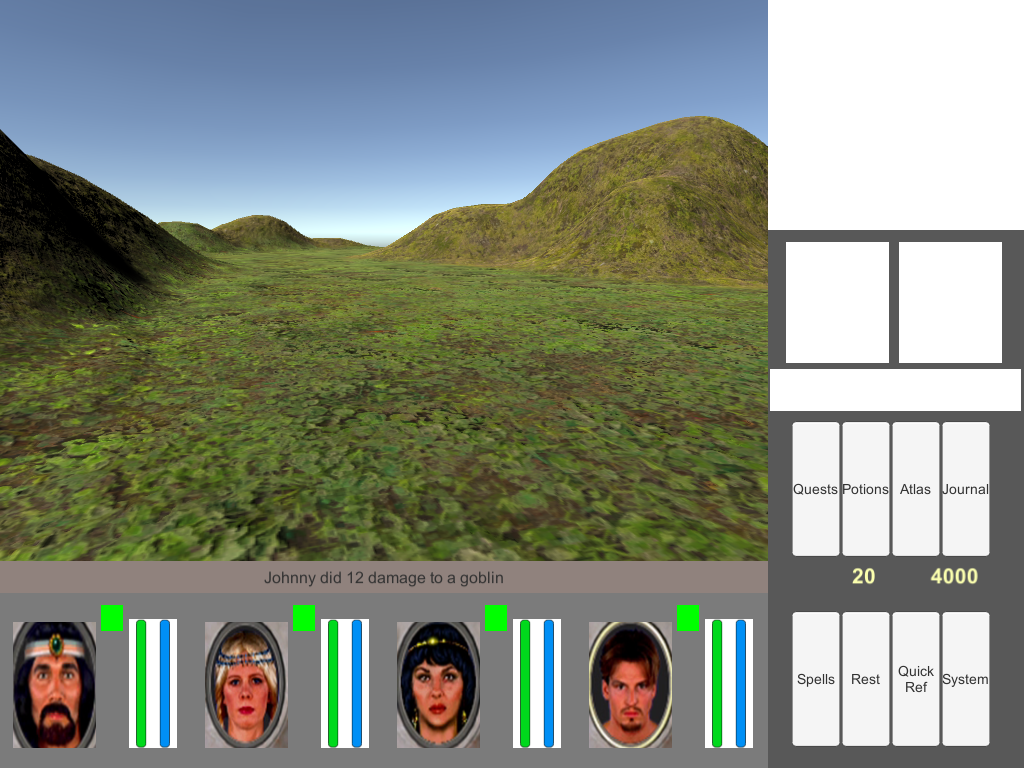 Quests Potions Atlas Journal
20 4000
Johnny did 12 damage to a goblin
Spells Rest Quick Ref System